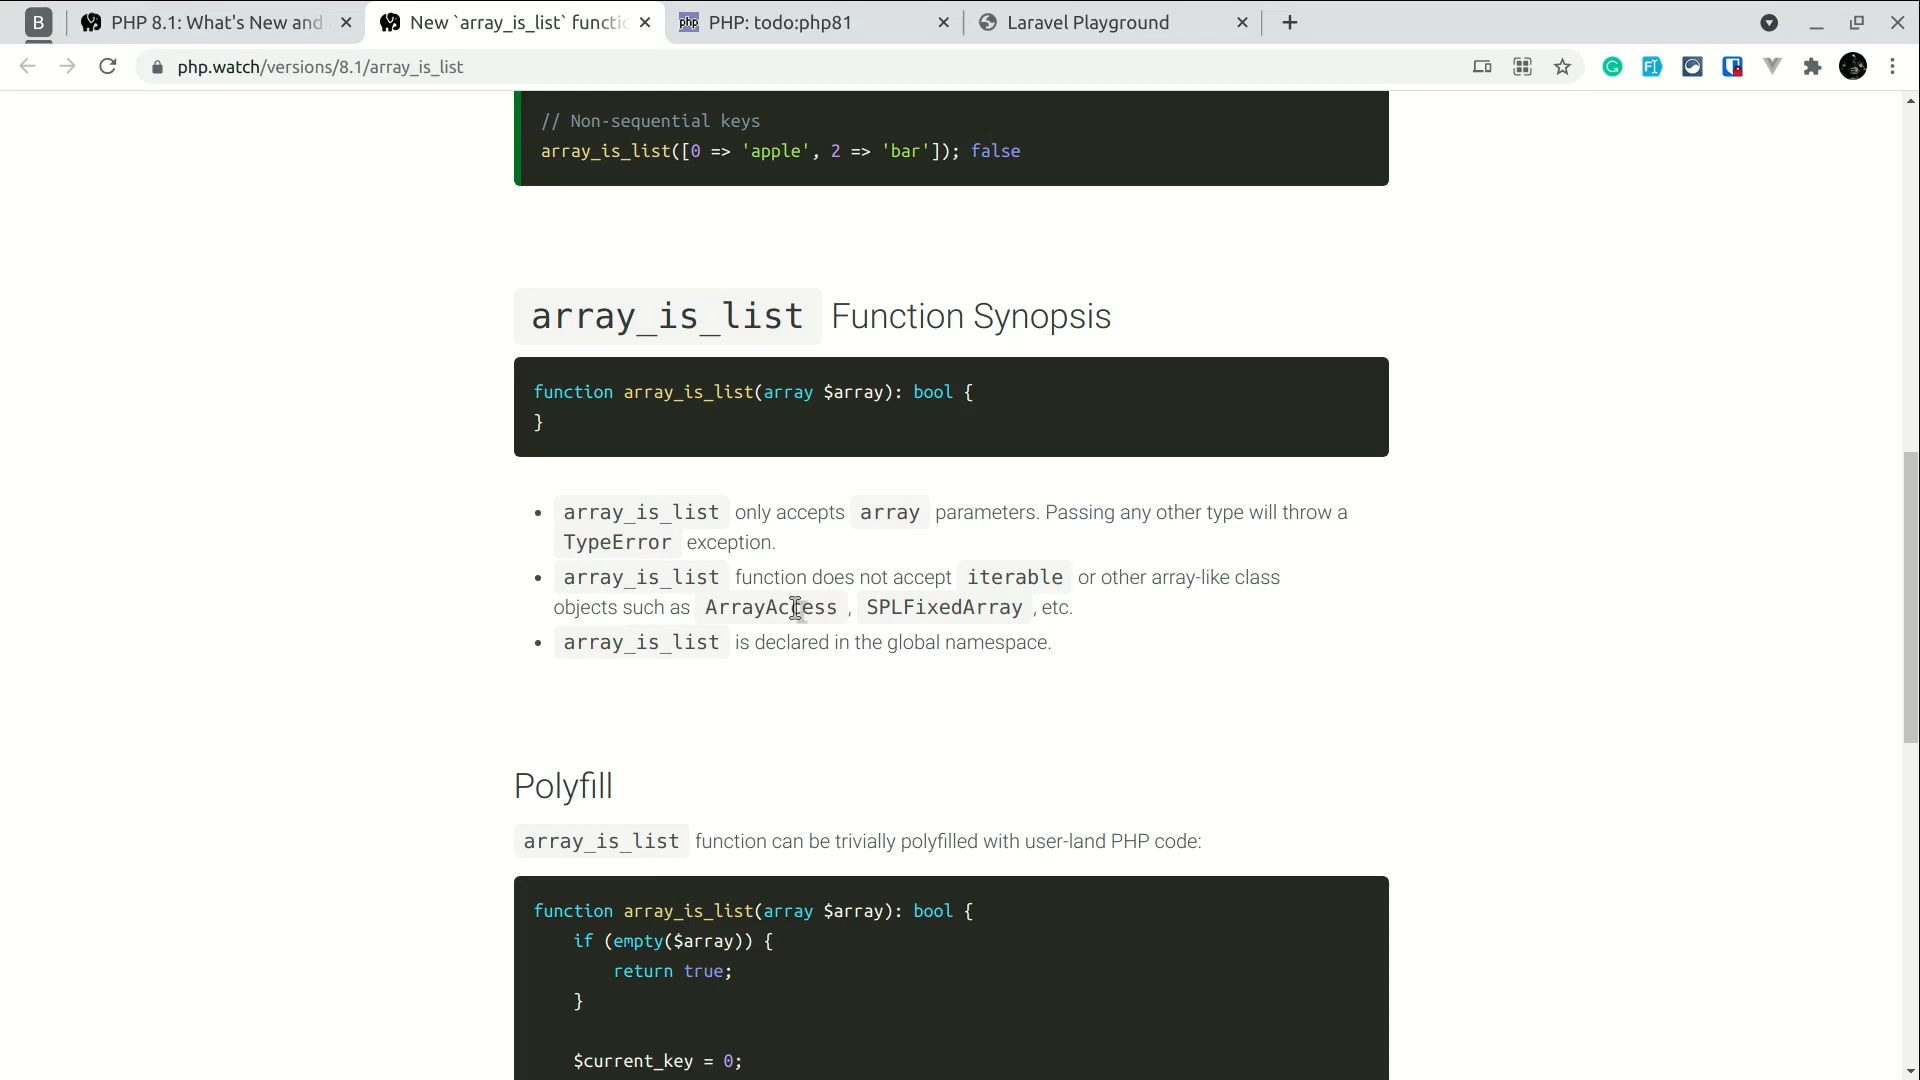 B
PHP 8.1: What's New and
New `array_is_list` functio
php
PHP: todo:php81
Laravel Playground
php.watch/versions/8.1/array_is_list
// Non-sequential keys
array_is_list([0 => 'apple', 2 => 'bar']); false
array_is_list Function Synopsis
function array_is_list(array $array): bool {
}
• array_is_list only accepts array parameters. Passing any other type will throw a
TypeError exception.
• array_is_list function does not accept iterable or other array-like class
objects such as ArrayAccess , SPLFixedArray , etc.
• array_is_list is declared in the global namespace.
Polyfill
array_is_list function can be trivially polyfilled with user-land PHP code:
function array_is_list(array $array): bool {
    if (empty($array)) {
        return true;
    }
    $current_key = 0;